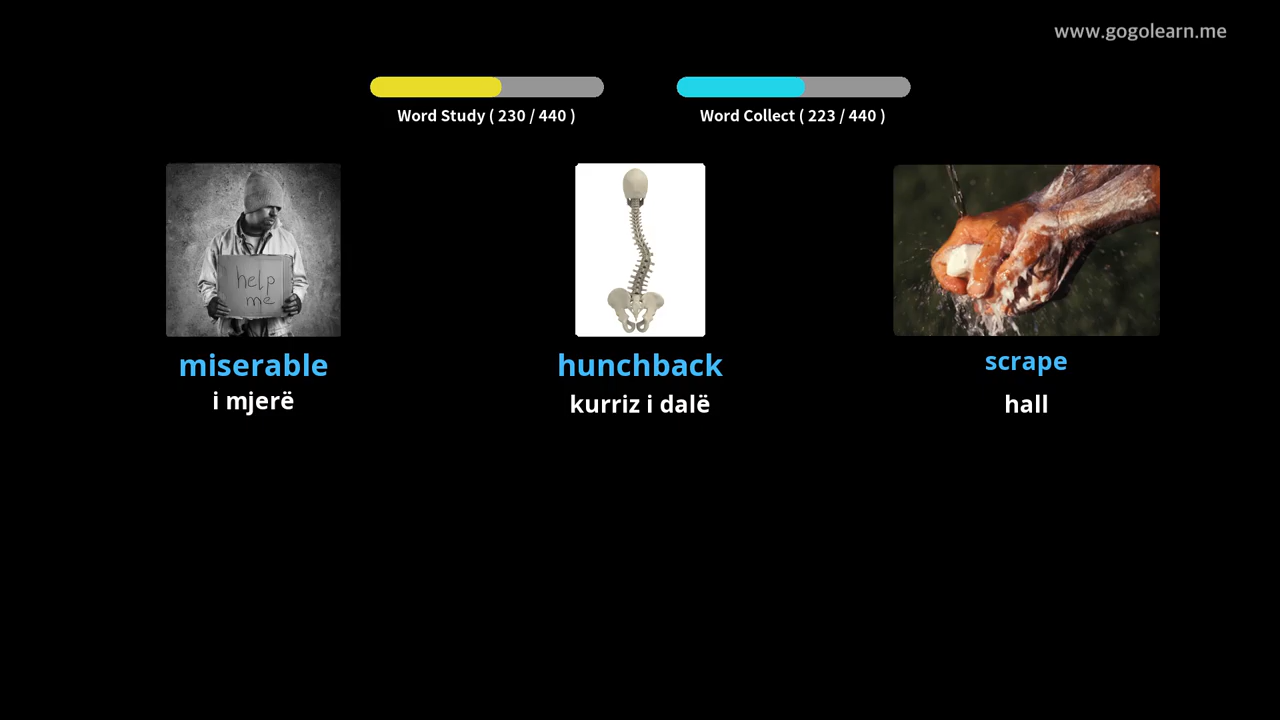 www.gogolearn.me
Word Study ( 230 / 440 )
Word Collect ( 223 / 440 )
help
me
miserable
hunchback
scrape
i mjerë
kurriz i dalë
hall